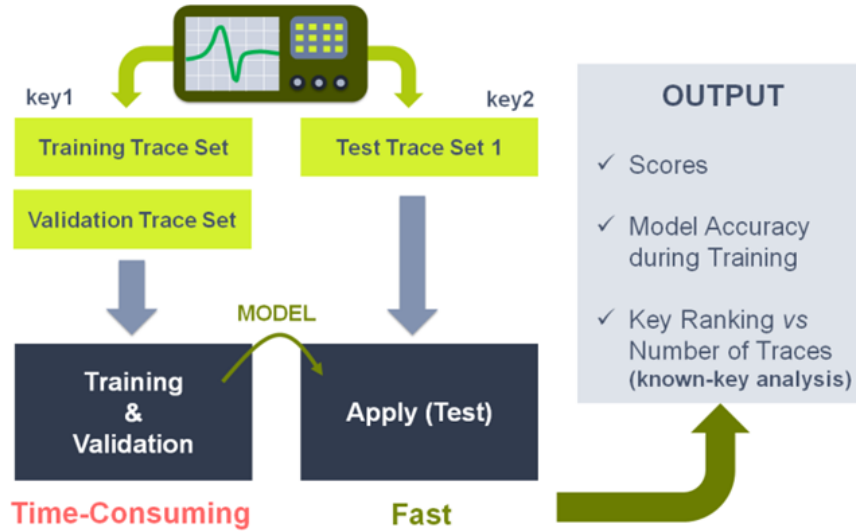 key1
key2
Training Trace Set
Test Trace Set 1
Validation Trace Set
MODEL
Training
&
Validation
Apply (Test)
Time-Consuming
Fast
OUTPUT
✓ Scores
✓ Model Accuracy
during Training
✓ Key Ranking vs
Number of Traces
(known-key analysis)